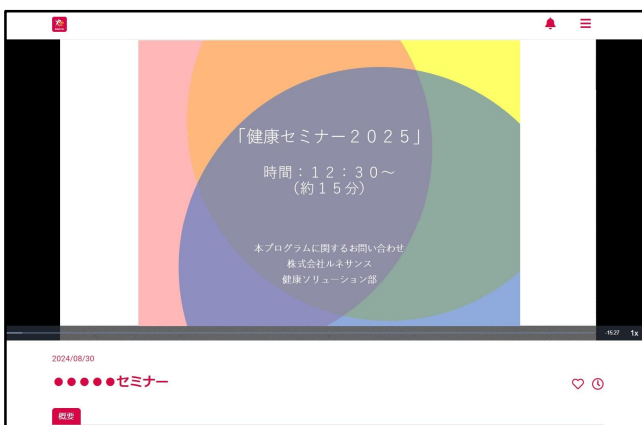 「健康セミナー２０２５」
時間：１２：３０～
（約１５分）
本プログラムに関するお問い合わせ
株式会社ルネサンス
健康ソリューション部
-15:27 1x
2024/08/30
●●●●●セミナー
概要